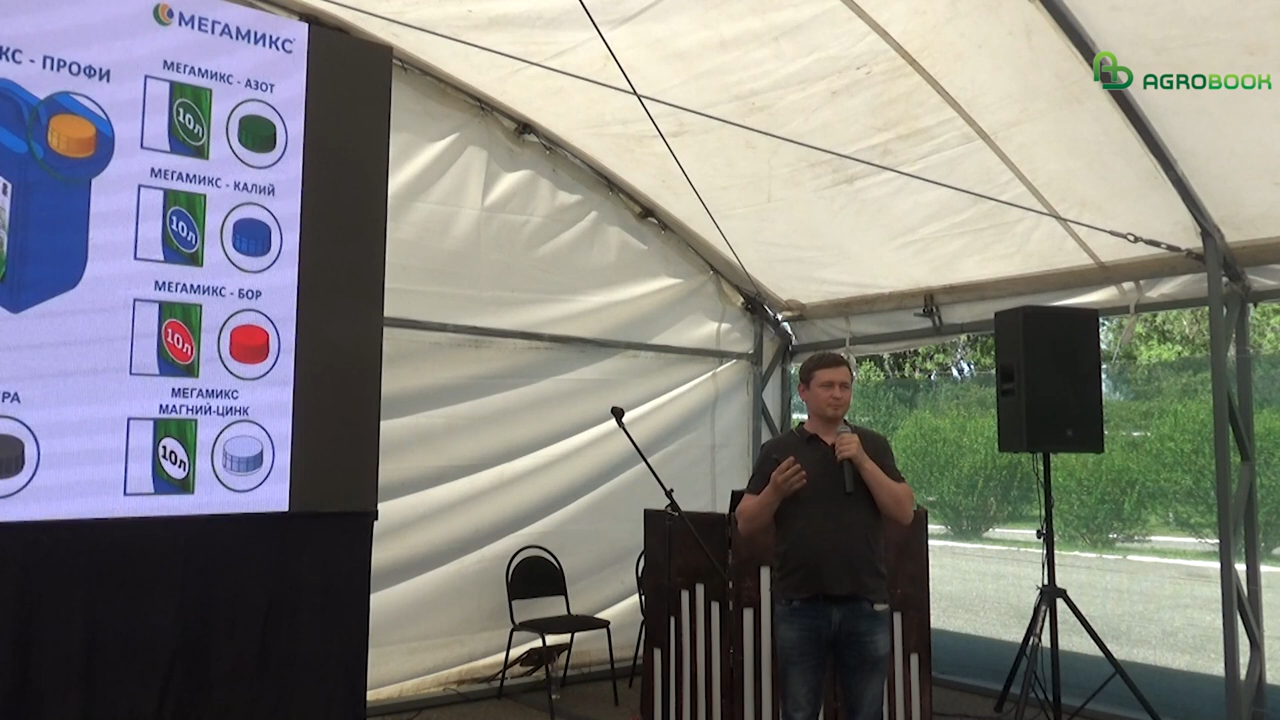 МЕГАМИКС
КС - ПРОФИ
МЕГАМИКС - АЗОТ
10л
МЕГАМИКС - КАЛИЙ
10л
МЕГАМИКС - БОР
10л
РА
МЕГАМИКС
МАГНИЙ-ЦИНК
10л
AGROBOOK